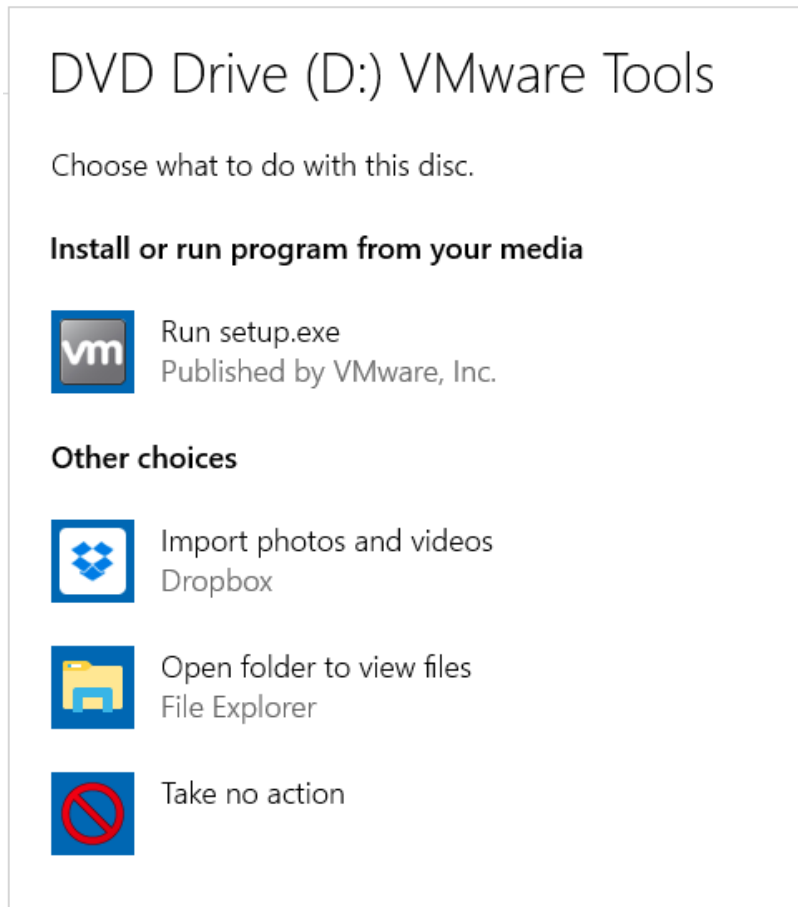 DVD Drive (D:) VMware Tools
Choose what to do with this disc.
Install or run program from your media
vm
Run setup.exe
Published by VMware, Inc.
Other choices
Import photos and videos
Dropbox
Open folder to view files
File Explorer
Take no action